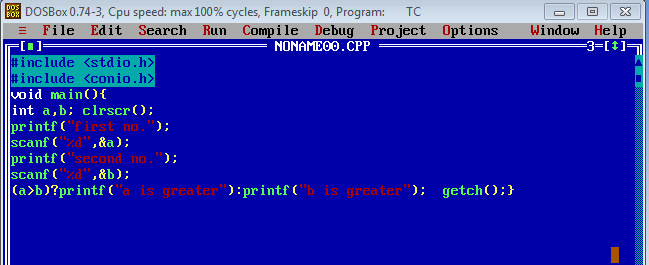 DOSBox 0.74-3, Cpu speed: max 100% cycles, Frameskip 0, Program: TC
≡ File Edit Search Run Compile Debug Project Options Window Help
[■] NONAME00.CPP 3=[↕]
#include <stdio.h>
#include <conio.h>
void main(){
int a,b; clrscr();
printf("first no.");
scanf("%d",&a);
printf("second no.");
scanf("%d",&b);
(a>b)?printf("a is greater"):printf("b is greater");  getch();}